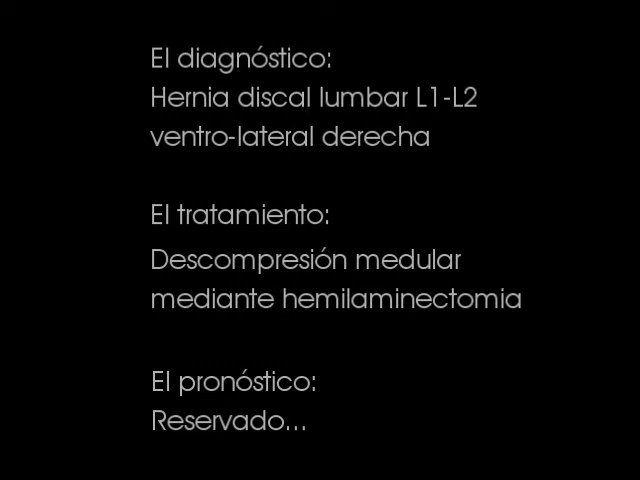 El diagnóstico:
Hernia discal lumbar L1-L2
ventro-lateral derecha
El tratamiento:
Descompresión medular
mediante hemilaminectomia
El pronóstico:
Reservado...